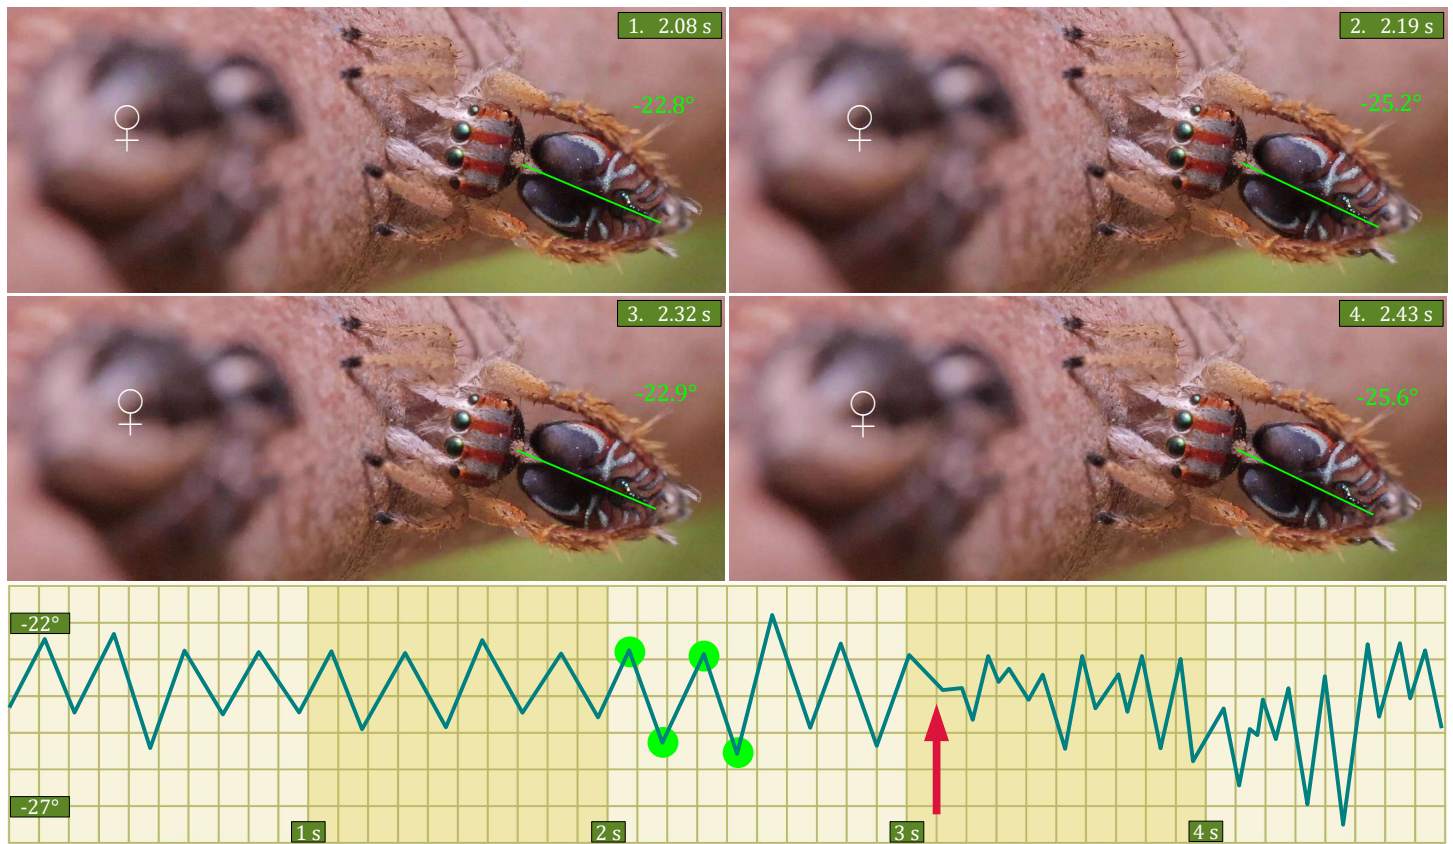 1. 2.08 s
-22.8°
♀
2. 2.19 s
-25.2°
♀
3. 2.32 s
-22.9°
♀
4. 2.43 s
-25.6°
♀
-22°
-27°
1 s
2 s
3 s
4 s